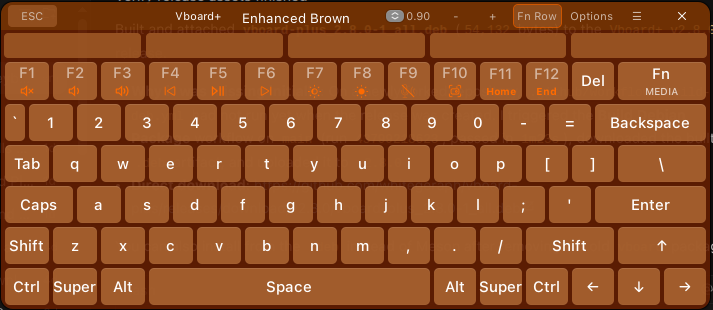 ESC Vboard+ Enhanced Brown 0.90 - + Fn Row Options ☰ ✕
F1 F2 F3 F4 F5 F6 F7 F8 F9 F10 F11 F12 Del Fn
Home End MEDIA
` 1 2 3 4 5 6 7 8 9 0 - = Backspace
Tab q w e r t y u i o p [ ] \
Caps a s d f g h j k l ; ' Enter
Shift z x c v b n m , . / Shift ↑
Ctrl Super Alt Space Alt Super Ctrl ← ↓ →